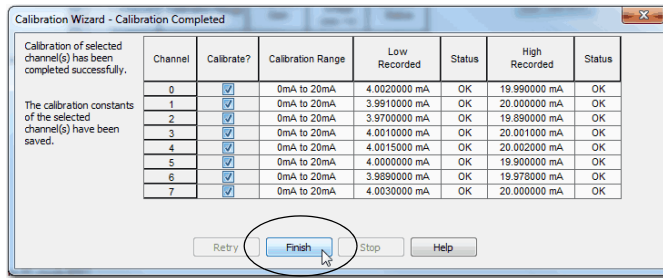 Calibration Wizard - Calibration Completed
Calibration of selected
channel(s) has been
completed successfully.
The calibration constants
of the selected
channel(s) have been
saved.
Channel Calibrate? Calibration Range Low Recorded Status High Recorded Status
0 0mA to 20mA 4.0020000 mA OK 19.990000 mA OK
1 0mA to 20mA 3.9910000 mA OK 20.000000 mA OK
2 0mA to 20mA 3.9700000 mA OK 19.890000 mA OK
3 0mA to 20mA 4.0010000 mA OK 20.001000 mA OK
4 0mA to 20mA 4.0015000 mA OK 20.002000 mA OK
5 0mA to 20mA 4.0000000 mA OK 19.900000 mA OK
6 0mA to 20mA 3.9890000 mA OK 19.978000 mA OK
7 0mA to 20mA 4.0030000 mA OK 20.000000 mA OK
Retry Finish Stop Help